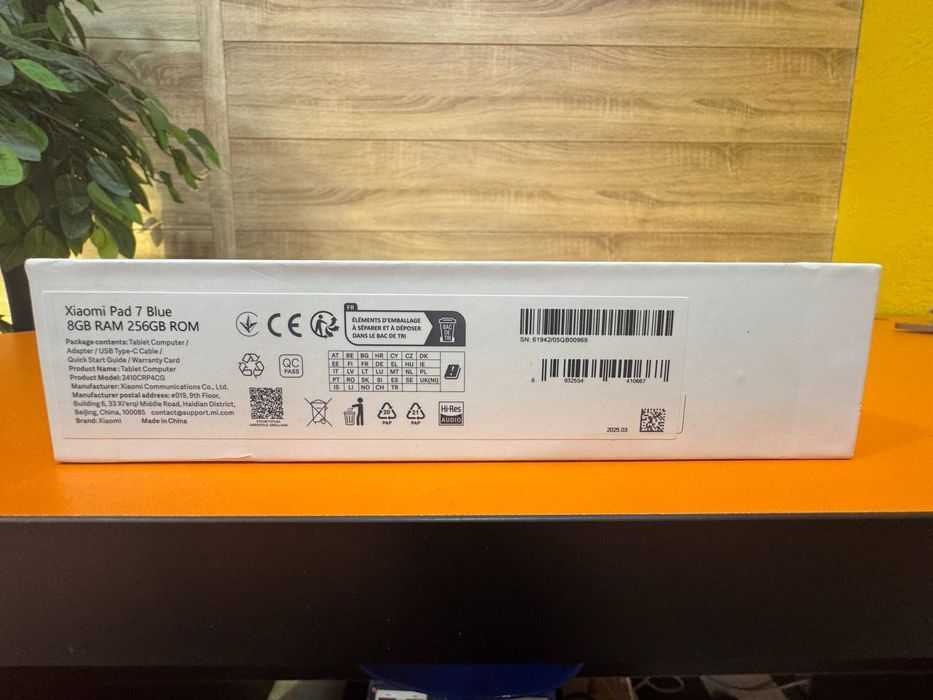 Xiaomi Pad 7 Blue
8GB RAM 256GB ROM
Package contents: Tablet Computer /
Adapter / USB Type-C Cable /
Quick Start Guide / Warranty Card
Product Name: Tablet Computer
Product Model: 2410CRP4CG
Manufacturer: Xiaomi Communications Co., Ltd.
Manufacturer postal address: #019, 9th Floor,
Building 6, 33 Xi'erqi Middle Road, Haidian District,
Beijing, China, 100085 contact@support.mi.com
Brand: Xiaomi Made in China
CE
FR
ÉLÉMENTS D'EMBALLAGE
À SÉPARER ET À DÉPOSER
DANS LE BAC DE TRI
BAC
DE
TRI
QC
PASS
AT BE BG HR CY CZ DK
EE FI FR DE EL HU IE
IT LV LT LU MT NL PL
PT RO SK SI ES SE UK(NI)
IS LI NO CH TR
ETICHETTATURA
AMBIENTALE IMBALLAGGI
20
PAP
21
PAP
Hi-Res
AUDIO
SN: 61942/05QB00969
6 932554 410667
2025.03